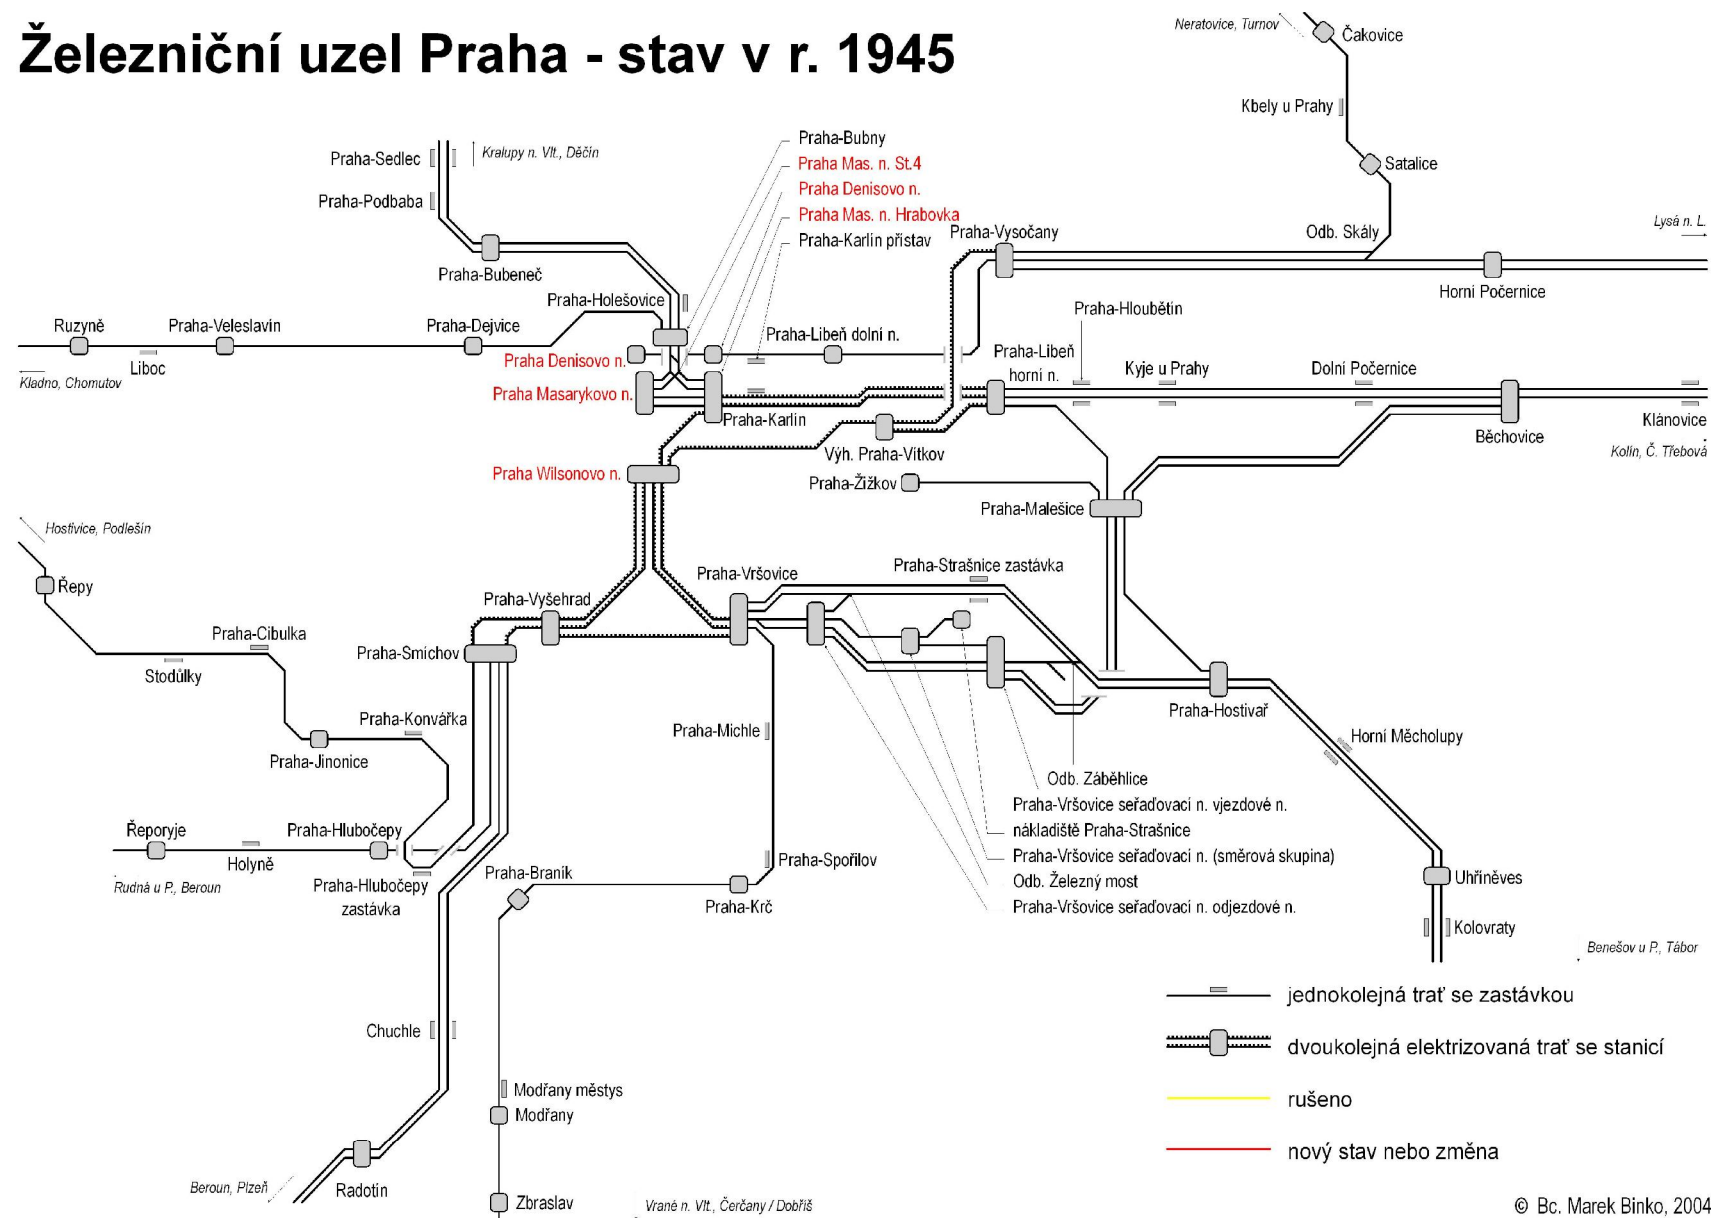 Železniční uzel Praha - stav v r. 1945
Neratovice, Turnov
Čakovice
Kbely u Prahy
Satalice
Praha-Sedlec
Kralupy n. Vlt., Děčín
Praha-Podbaba
Praha-Bubny
Praha Mas. n. St.4
Praha Denisovo n.
Praha Mas. n. Hrabovka
Praha-Karlín přístav
Praha-Vysočany
Odb. Skály
Lysá n. L.
Praha-Bubeneč
Horní Počernice
Praha-Holešovice
Praha-Hloubětín
Ruzyně
Praha-Veleslavín
Praha-Dejvice
Praha-Libeň dolní n.
Liboc
Praha Denisovo n.
Praha-Libeň
horní n.
Kyje u Prahy
Dolní Počernice
Kladno, Chomutov
Praha Masarykovo n.
Praha-Karlín
Klánovice
Běchovice
Kolín, Č. Třebová
Výh. Praha-Vítkov
Praha Wilsonovo n.
Praha-Žižkov
Praha-Malešice
Hostivice, Podlešín
Řepy
Praha-Vršovice
Praha-Strašnice zastávka
Praha-Vyšehrad
Praha-Cibulka
Praha-Smíchov
Stodůlky
Praha-Konvářka
Praha-Hostivař
Praha-Michle
Horní Měcholupy
Praha-Jinonice
Odb. Záběhlice
Praha-Vršovice seřaďovací n. vjezdové n.
nákladiště Praha-Strašnice
Praha-Vršovice seřaďovací n. (směrová skupina)
Odb. Železný most
Praha-Vršovice seřaďovací n. odjezdové n.
Řeporyje
Praha-Hlubočepy
Holyně
Praha-Spořilov
Praha-Braník
Rudná u P., Beroun
Praha-Hlubočepy
zastávka
Praha-Krč
Uhříněves
Kolovraty
Benešov u P., Tábor
jednokolejná trať se zastávkou
Chuchle
dvoukolejná elektrizovaná trať se stanicí
Modřany městys
Modřany
rušeno
nový stav nebo změna
Beroun, Plzeň
Radotín
Zbraslav
Vrané n. Vlt., Čerčany / Dobříš
© Bc. Marek Binko, 2004